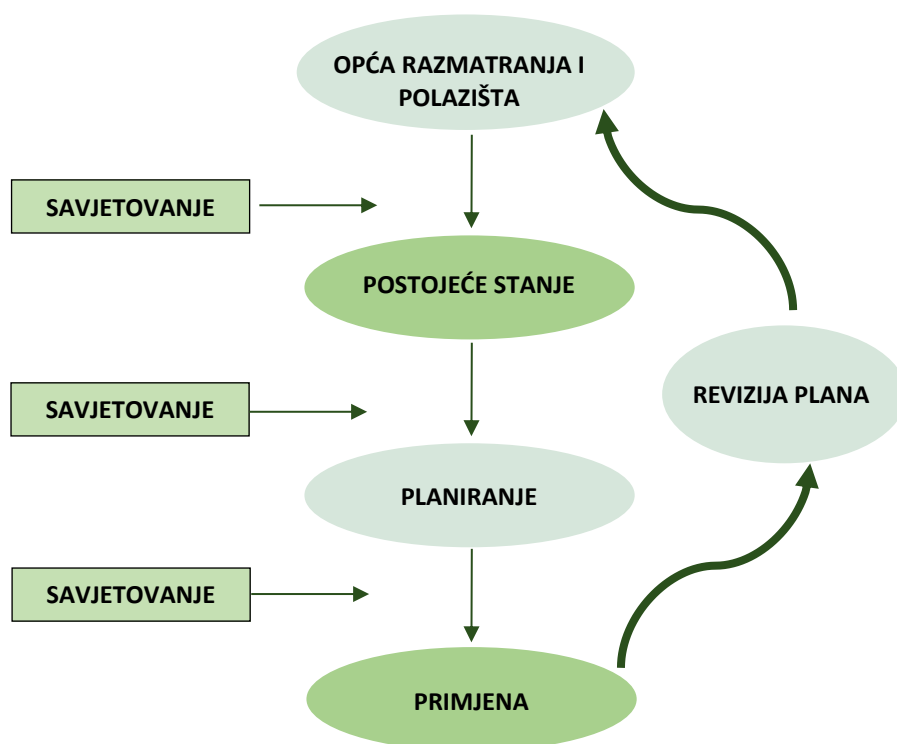 OPĆA RAZMATRANJA I
POLAZIŠTA
SAVJETOVANJE
POSTOJEĆE STANJE
SAVJETOVANJE
REVIZIJA PLANA
PLANIRANJE
SAVJETOVANJE
PRIMJENA